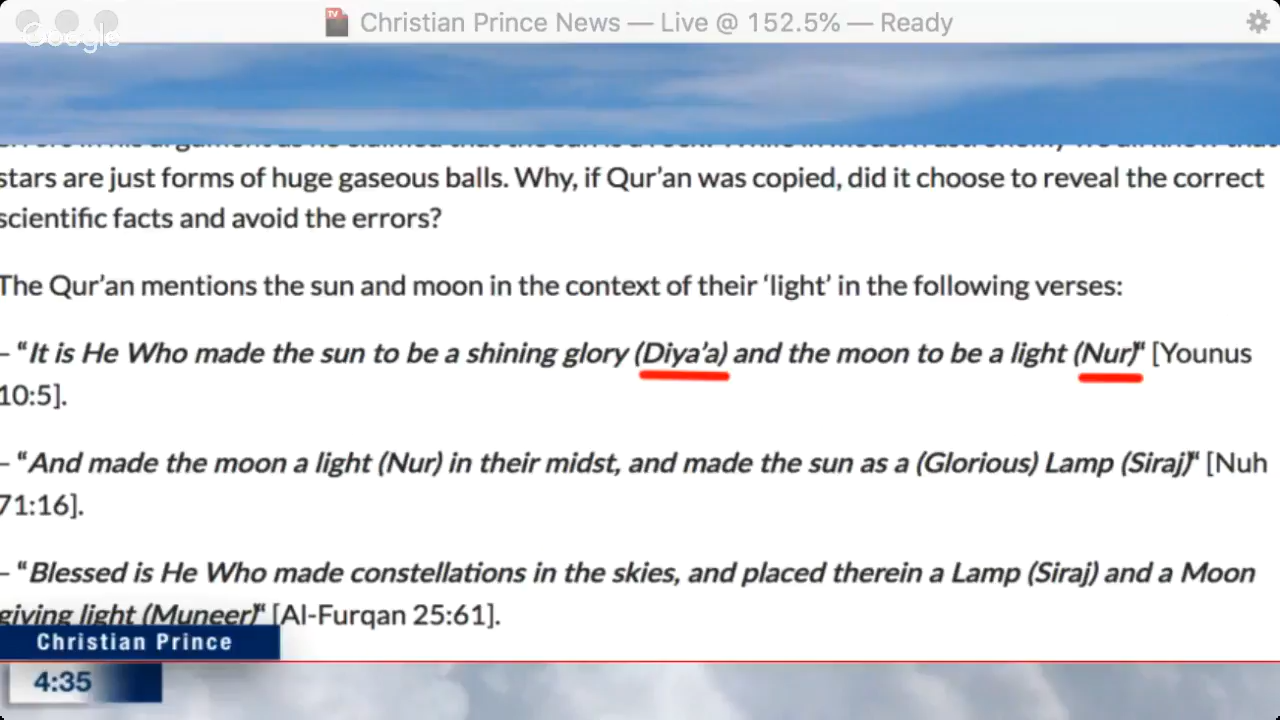 Christian Prince News — Live @ 152.5% — Ready
Google
stars are just forms of huge gaseous balls. Why, if Qur’an was copied, did it choose to reveal the correct
scientific facts and avoid the errors?
The Qur’an mentions the sun and moon in the context of their ‘light’ in the following verses:
– “It is He Who made the sun to be a shining glory (Diya’a) and the moon to be a light (Nur)“ [Younus
10:5].
– “And made the moon a light (Nur) in their midst, and made the sun as a (Glorious) Lamp (Siraj)“ [Nuh
71:16].
– “Blessed is He Who made constellations in the skies, and placed therein a Lamp (Siraj) and a Moon
giving light (Muneer)“ [Al-Furqan 25:61].
Christian Prince
4:35